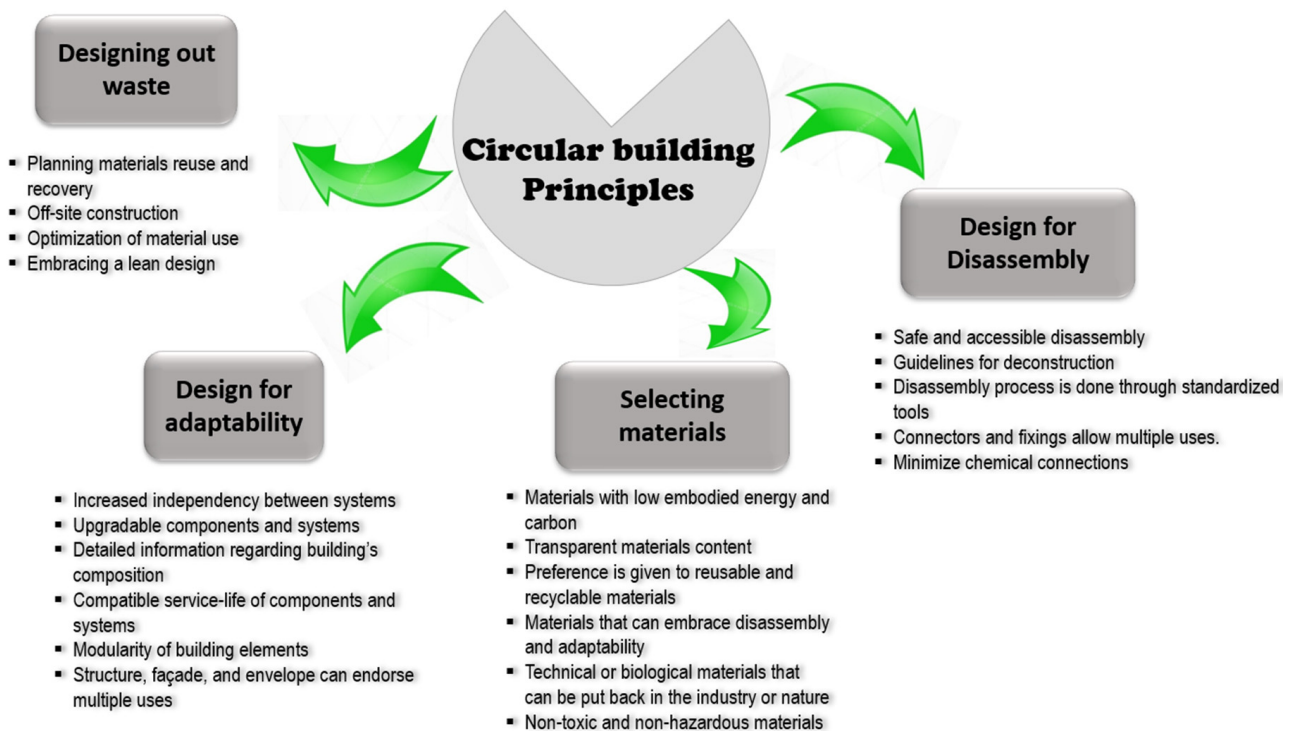 Circular building
Principles
Designing out
waste
▪ Planning materials reuse and
recovery
▪ Off-site construction
▪ Optimization of material use
▪ Embracing a lean design
Design for
adaptability
▪ Increased independency between systems
▪ Upgradable components and systems
▪ Detailed information regarding building's
composition
▪ Compatible service-life of components and
systems
▪ Modularity of building elements
▪ Structure, façade, and envelope can endorse
multiple uses
Selecting
materials
▪ Materials with low embodied energy and
carbon
▪ Transparent materials content
▪ Preference is given to reusable and
recyclable materials
▪ Materials that can embrace disassembly
and adaptability
▪ Technical or biological materials that
can be put back in the industry or nature
▪ Non-toxic and non-hazardous materials
Design for
Disassembly
▪ Safe and accessible disassembly
▪ Guidelines for deconstruction
▪ Disassembly process is done through standardized
tools
▪ Connectors and fixings allow multiple uses.
▪ Minimize chemical connections